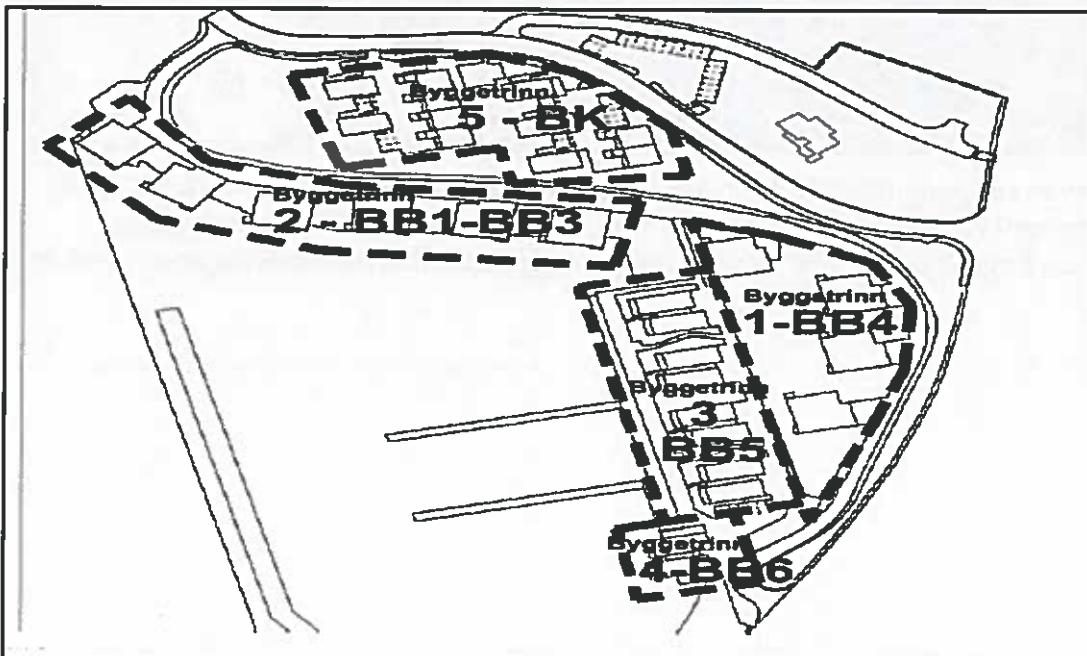 Byggetrinn
5 - BK
Byggetrinn
2 - BB1-BB3
Byggetrinn
1-BB4
Byggetrinn
3
BB5
Byggetrinn
4-BB6